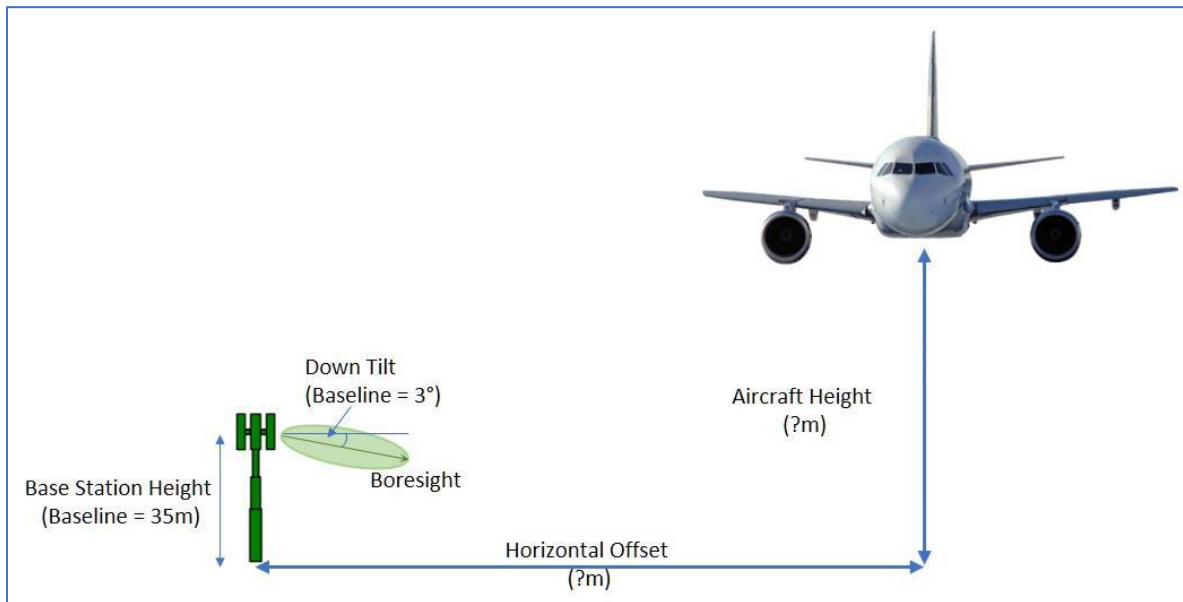 Down Tilt
(Baseline = 3°)
Aircraft Height
(?m)
Boresight
Base Station Height
(Baseline = 35m)
Horizontal Offset
(?m)